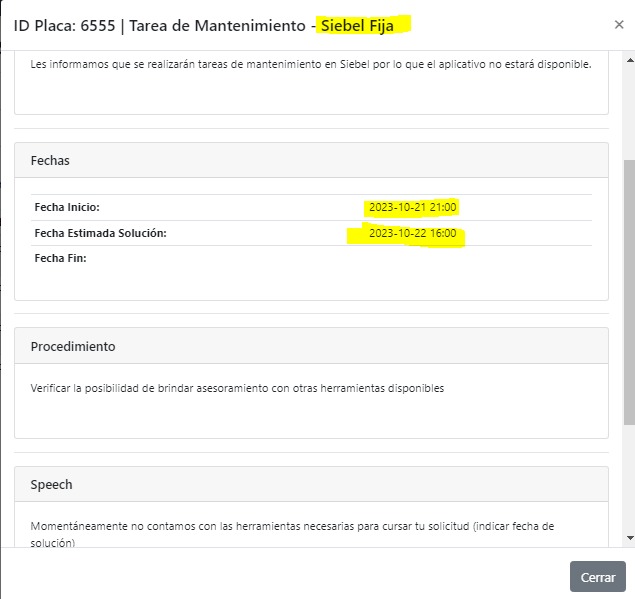 ID Placa: 6555 | Tarea de Mantenimiento - Siebel Fija ×
Les informamos que se realizarán tareas de mantenimiento en Siebel por lo que el aplicativo no estará disponible.
Fechas
Fecha Inicio: 2023-10-21 21:00
Fecha Estimada Solución: 2023-10-22 16:00
Fecha Fin:
Procedimiento
Verificar la posibilidad de brindar asesoramiento con otras herramientas disponibles
Speech
Momentáneamente no contamos con las herramientas necesarias para cursar tu solicitud (indicar fecha de
solución)
Cerrar